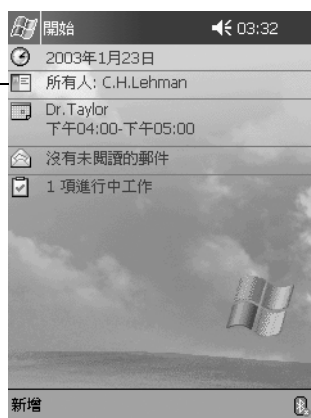 開始 03:32
2003年1月23日
所有人: C.H.Lehman
Dr.Taylor
下午04:00-下午05:00
沒有未閱讀的郵件
1 項進行中工作
新增